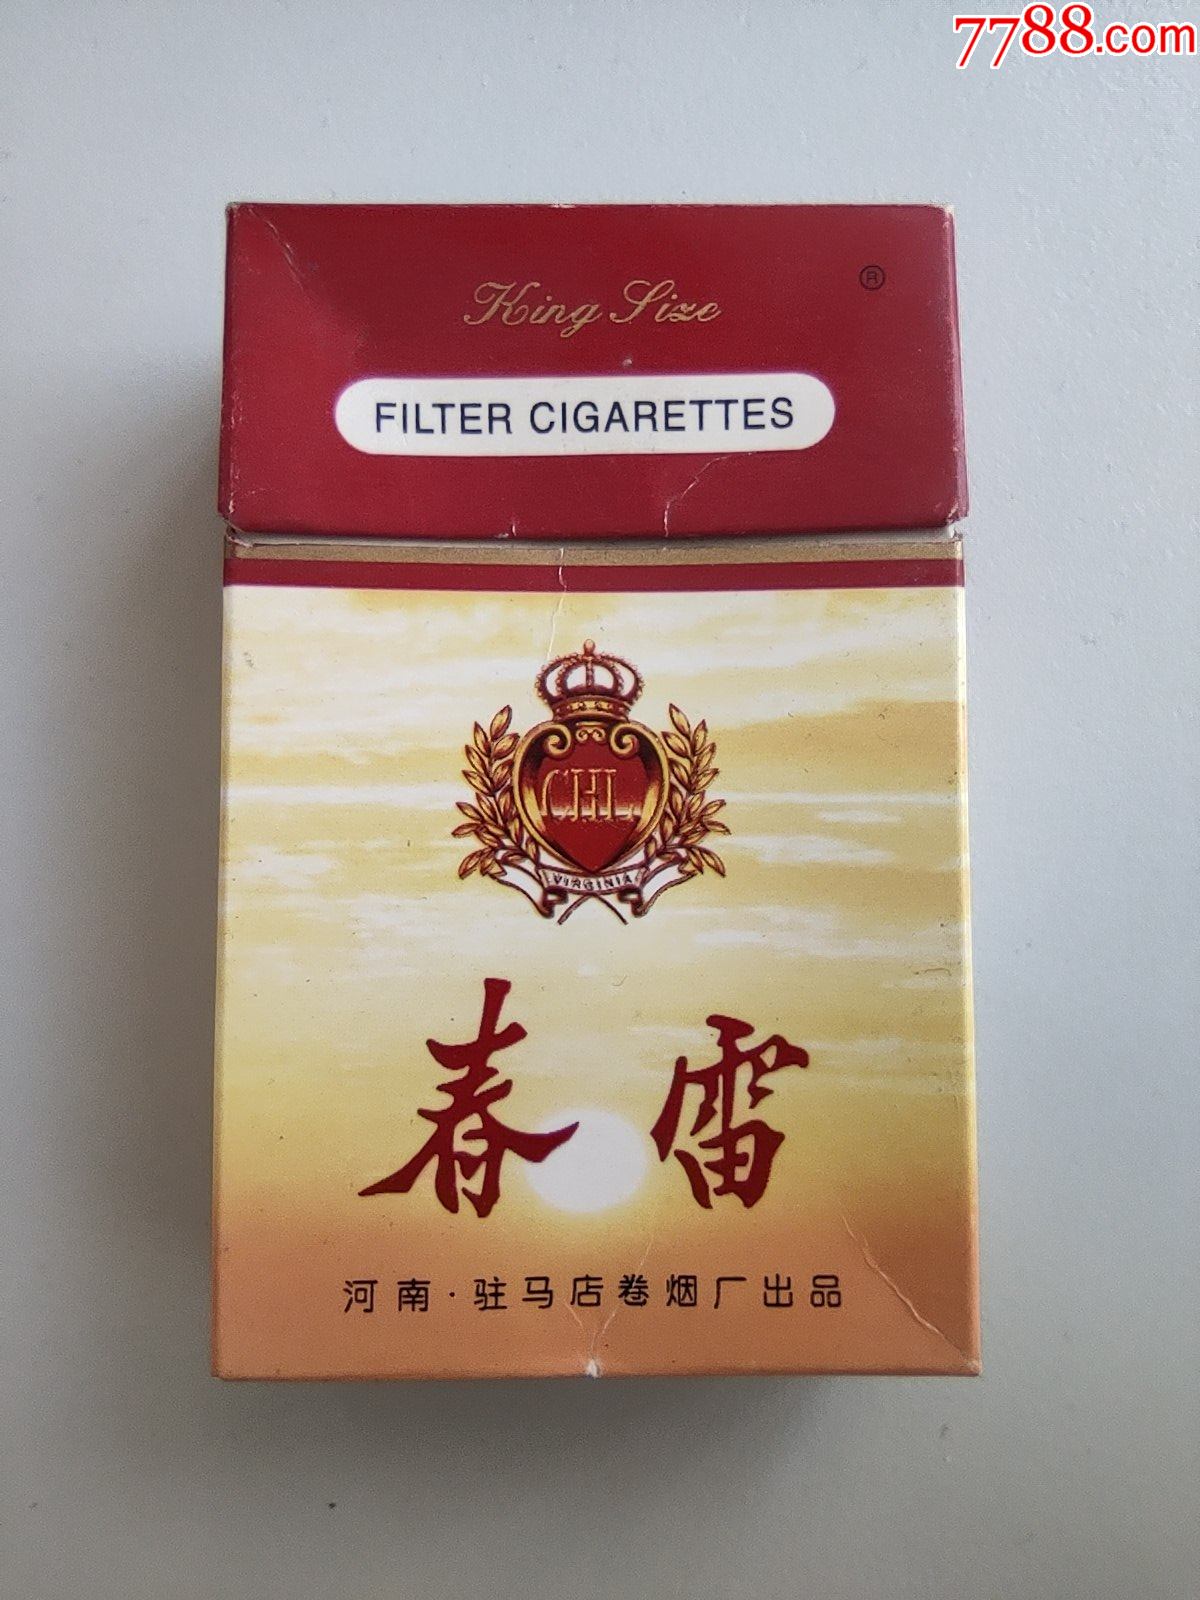 7788.com
King Size
®
FILTER CIGARETTES
CHL
VIRGINIA
春雷
河南·驻马店卷烟厂出品